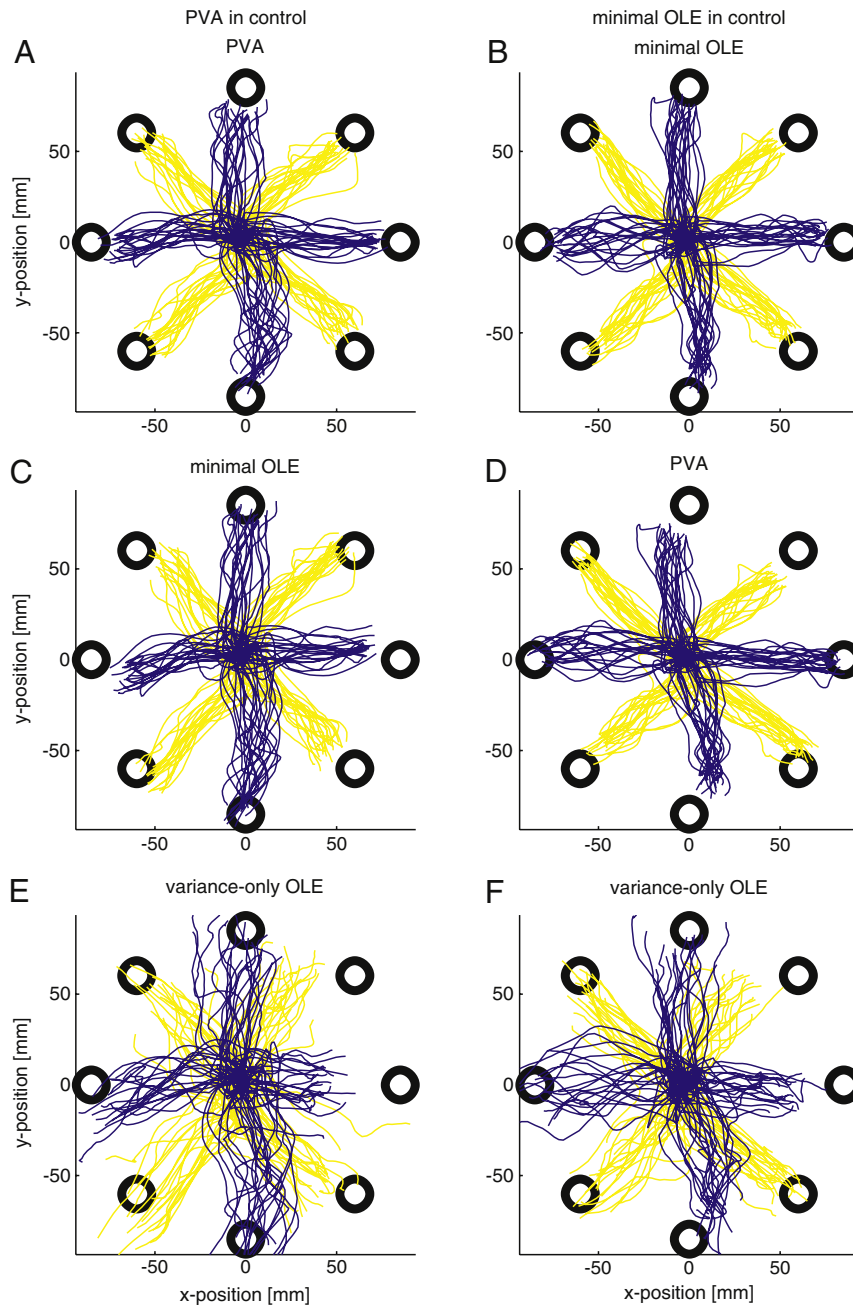 PVA in control
minimal OLE in control
A
PVA
B
minimal OLE
50
0
-50
y-position [mm]
-50
0
50
50
0
-50
-50
0
50
C
minimal OLE
D
PVA
50
0
-50
y-position [mm]
-50
0
50
50
0
-50
-50
0
50
E
variance-only OLE
F
variance-only OLE
50
0
-50
y-position [mm]
-50
0
50
x-position [mm]
50
0
-50
-50
0
50
x-position [mm]